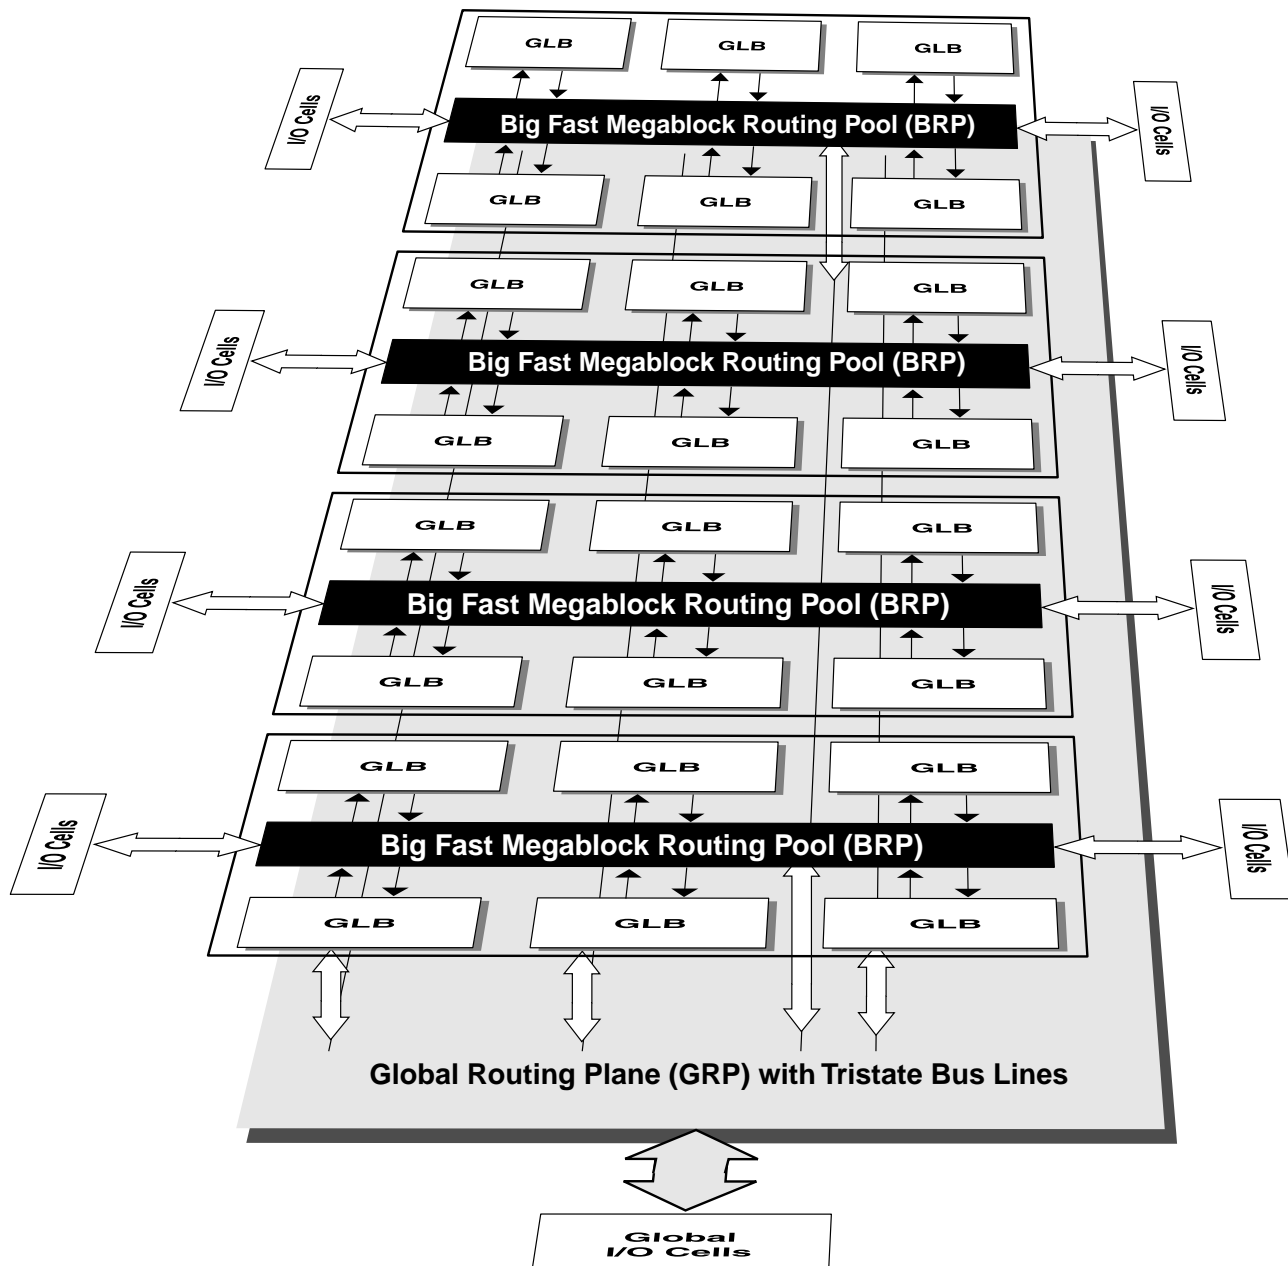 GLB GLB GLB
I/O Cells Big Fast Megablock Routing Pool (BRP) I/O Cells
GLB GLB GLB
GLB GLB GLB
I/O Cells Big Fast Megablock Routing Pool (BRP) I/O Cells
GLB GLB GLB
GLB GLB GLB
I/O Cells Big Fast Megablock Routing Pool (BRP) I/O Cells
GLB GLB GLB
GLB GLB GLB
I/O Cells Big Fast Megablock Routing Pool (BRP) I/O Cells
GLB GLB GLB
Global Routing Plane (GRP) with Tristate Bus Lines
Global
I/O Cells